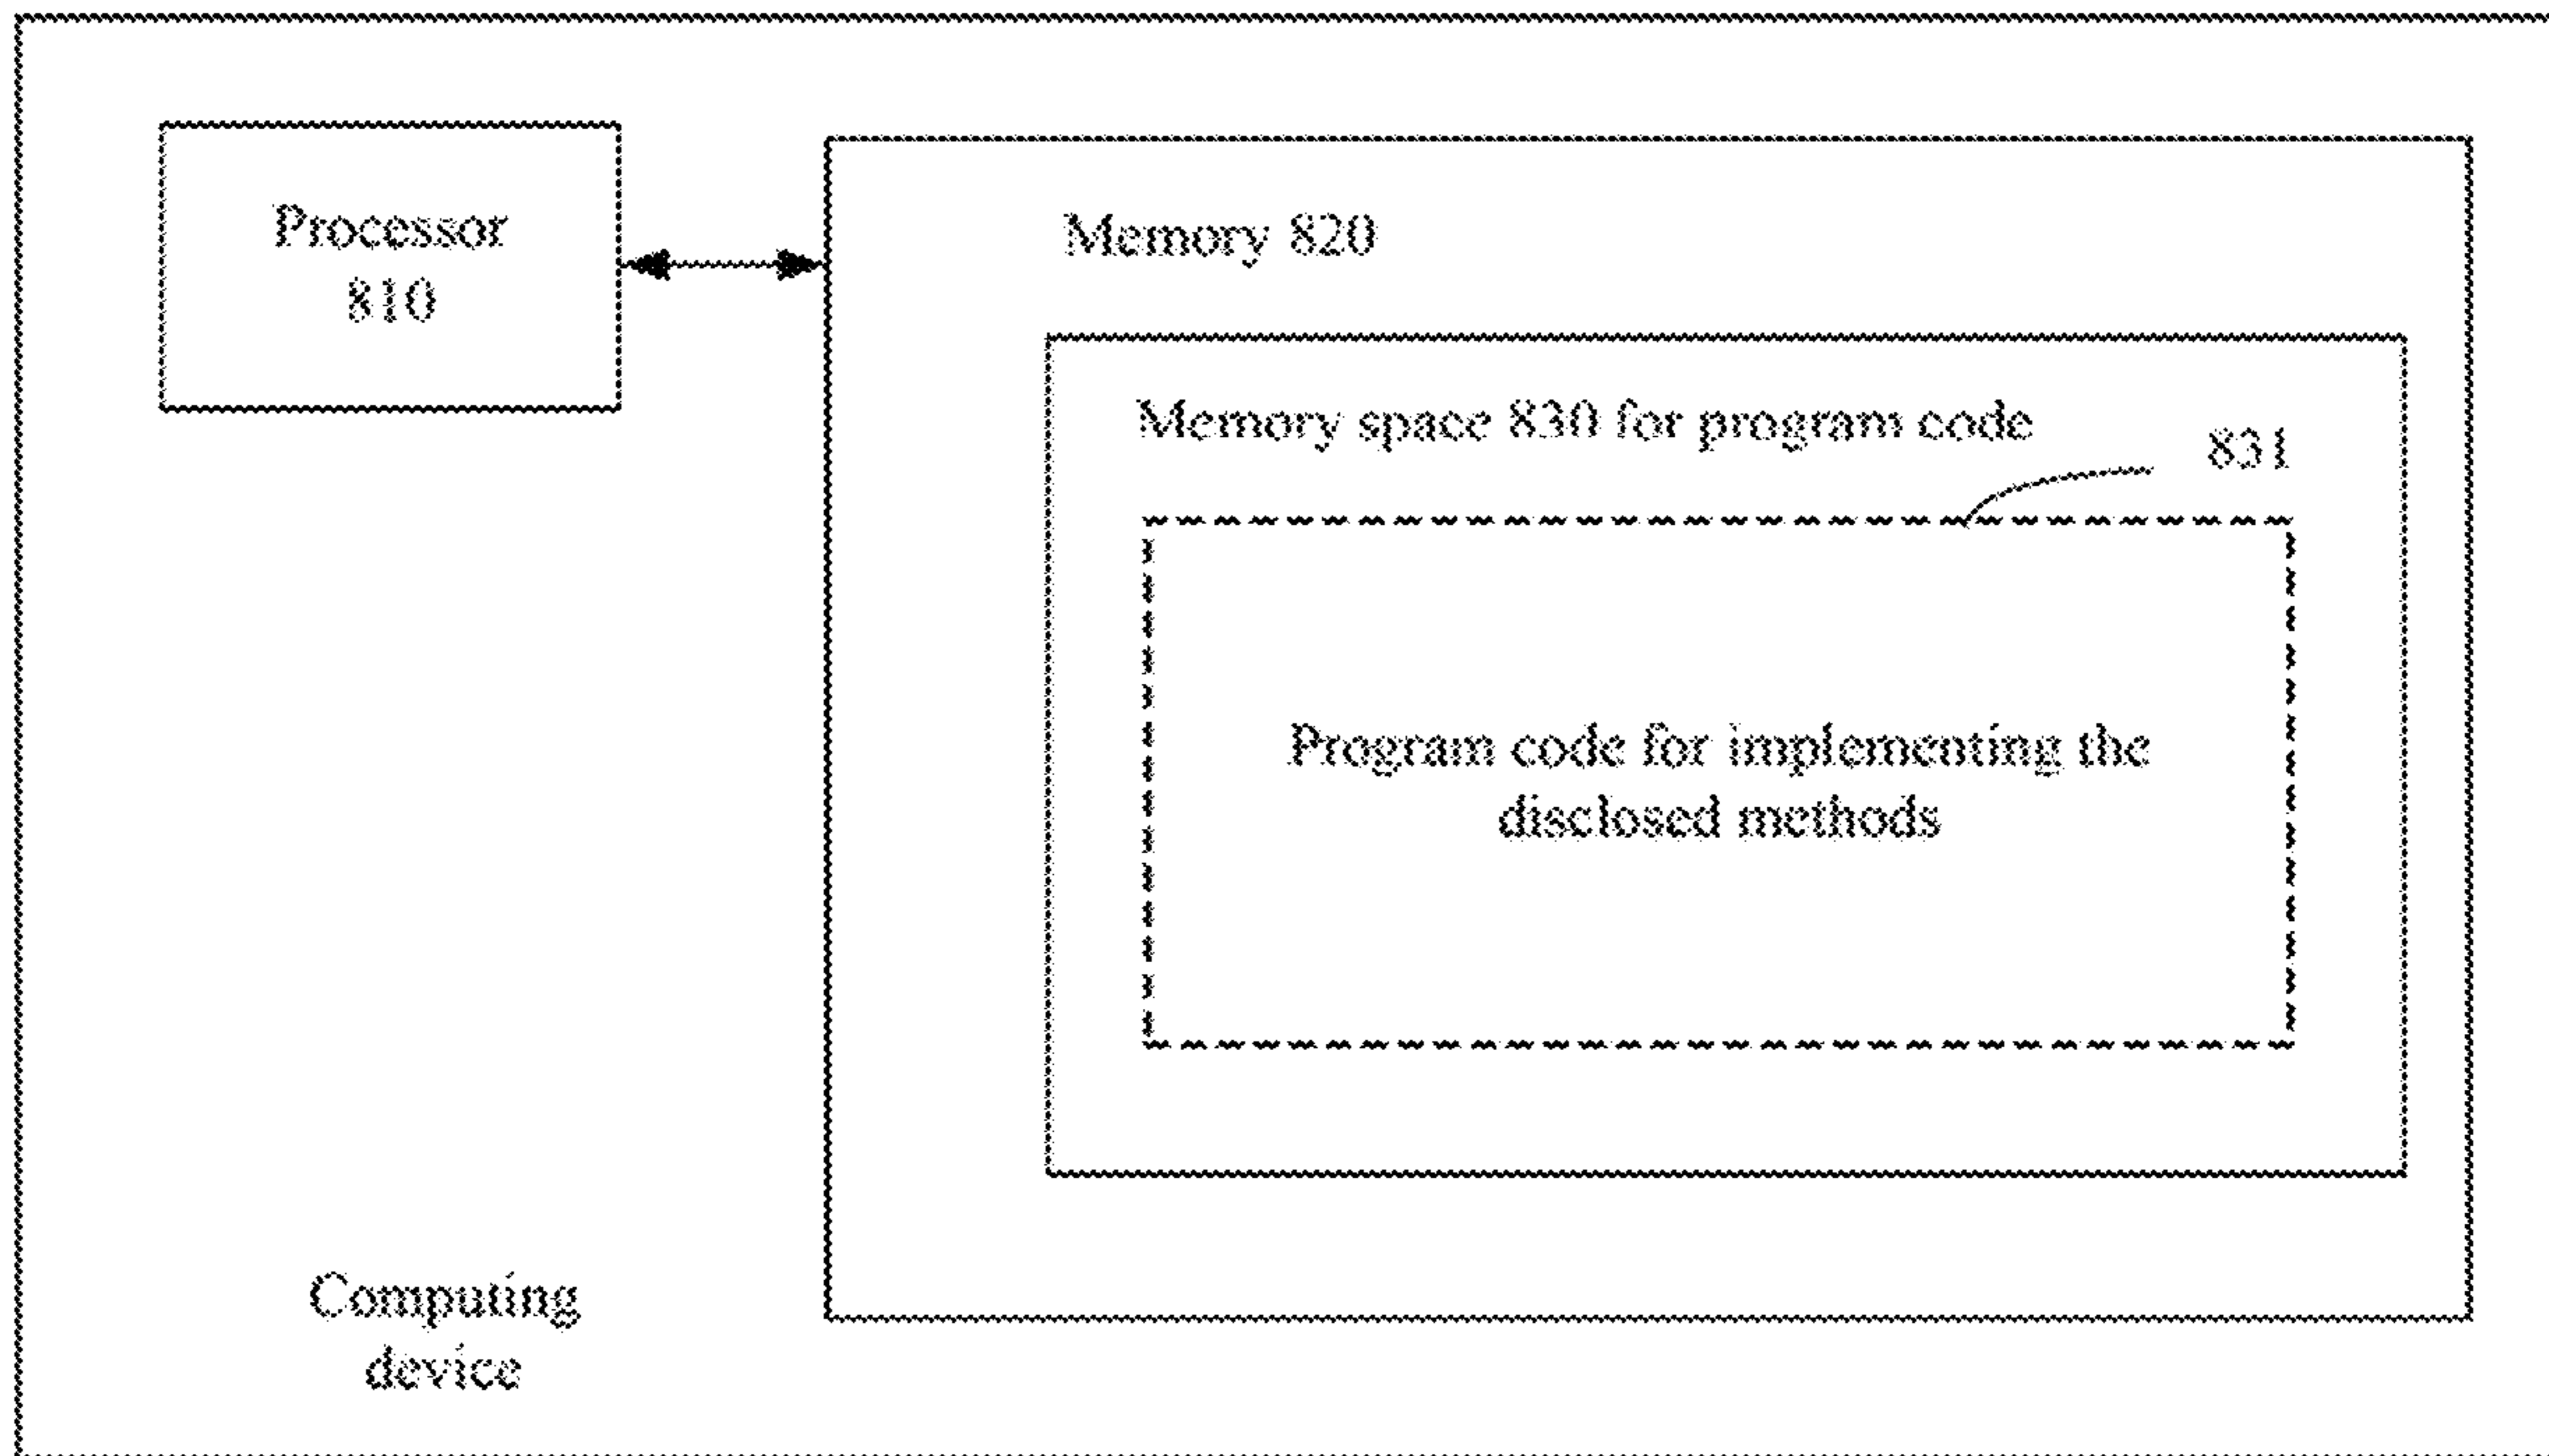 Processor
810
Memory 820
Memory space 830 for program code
831
Program code for implementing the
disclosed methods
Computing
device